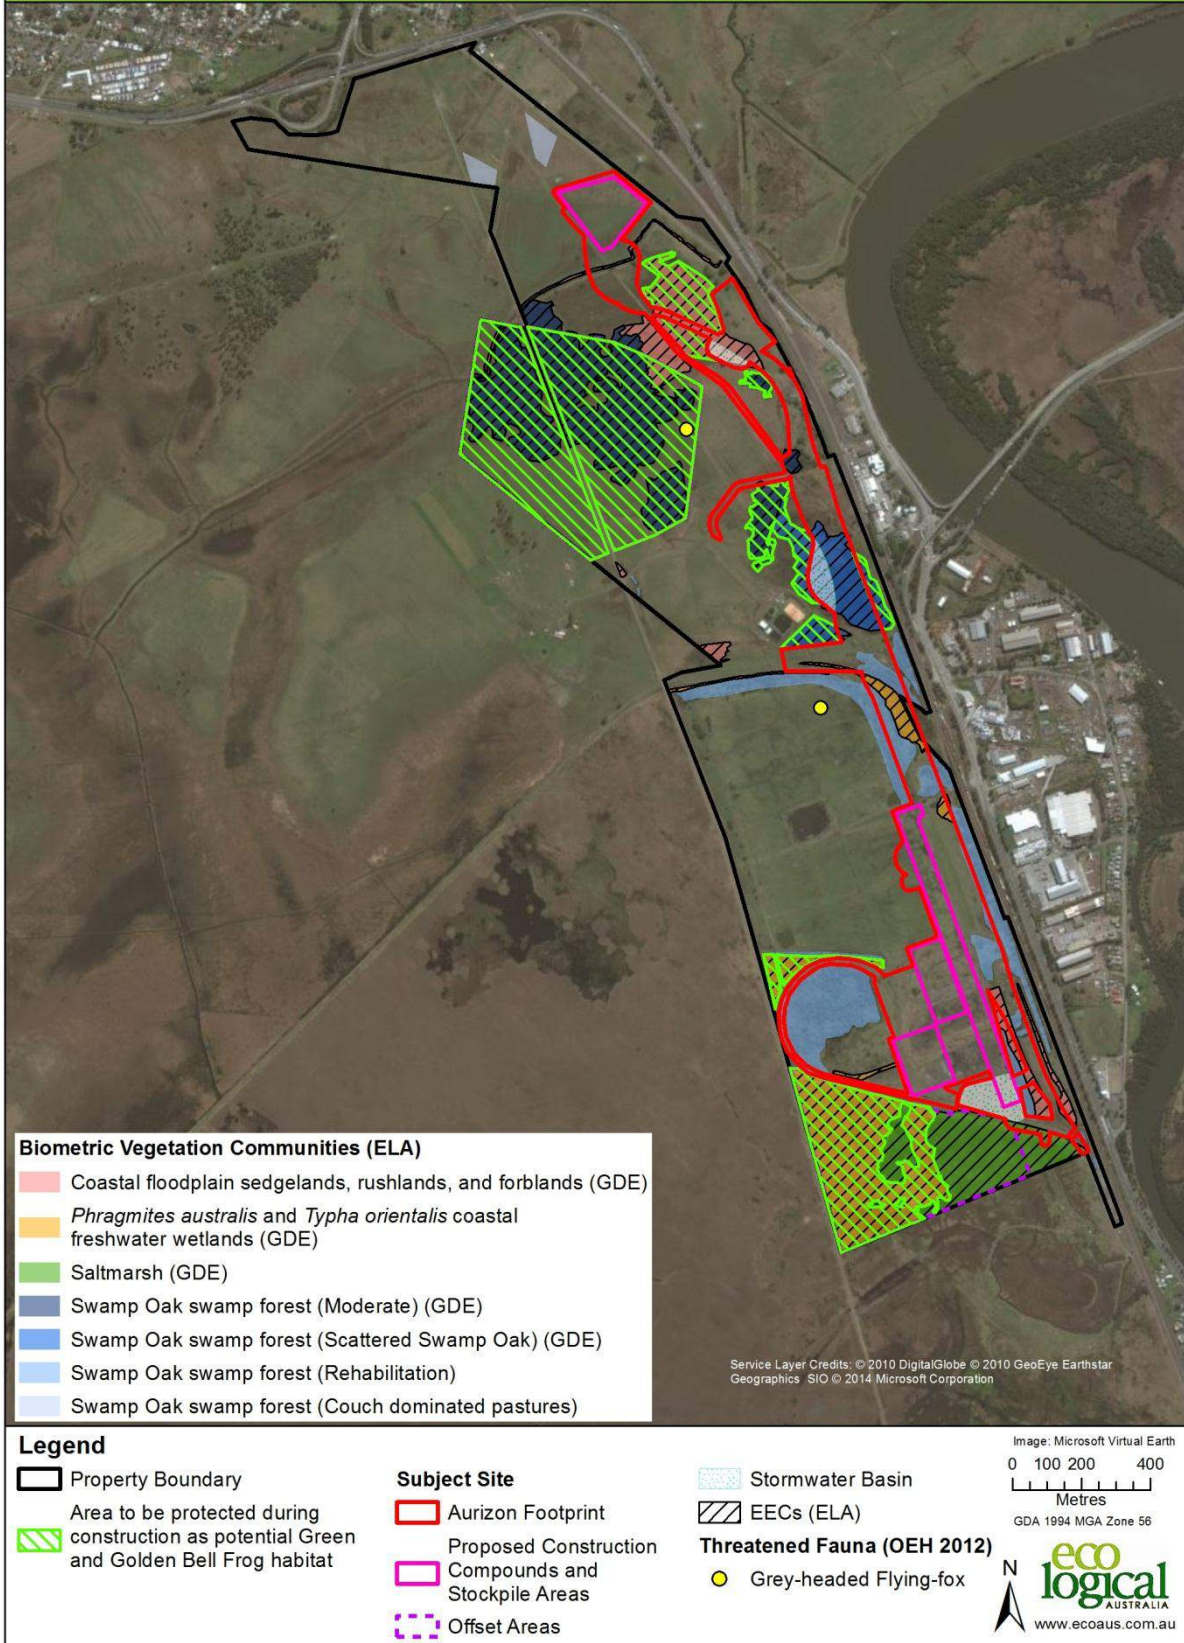 Service Layer Credits: © 2010 DigitalGlobe © 2010 GeoEye Earthstar
Geographics SIO © 2014 Microsoft Corporation
Biometric Vegetation Communities (ELA)
Coastal floodplain sedgelands, rushlands, and forblands (GDE)
Phragmites australis and Typha orientalis coastal
freshwater wetlands (GDE)
Saltmarsh (GDE)
Swamp Oak swamp forest (Moderate) (GDE)
Swamp Oak swamp forest (Scattered Swamp Oak) (GDE)
Swamp Oak swamp forest (Rehabilitation)
Swamp Oak swamp forest (Couch dominated pastures)
Legend
Property Boundary
Area to be protected during
construction as potential Green
and Golden Bell Frog habitat
Subject Site
Aurizon Footprint
Proposed Construction
Compounds and
Stockpile Areas
Offset Areas
Stormwater Basin
EECs (ELA)
Threatened Fauna (OEH 2012)
Grey-headed Flying-fox
Image: Microsoft Virtual Earth
0 100 200 400
Metres
GDA 1994 MGA Zone 56
N
eco
logical
AUSTRALIA
www.ecoaus.com.au